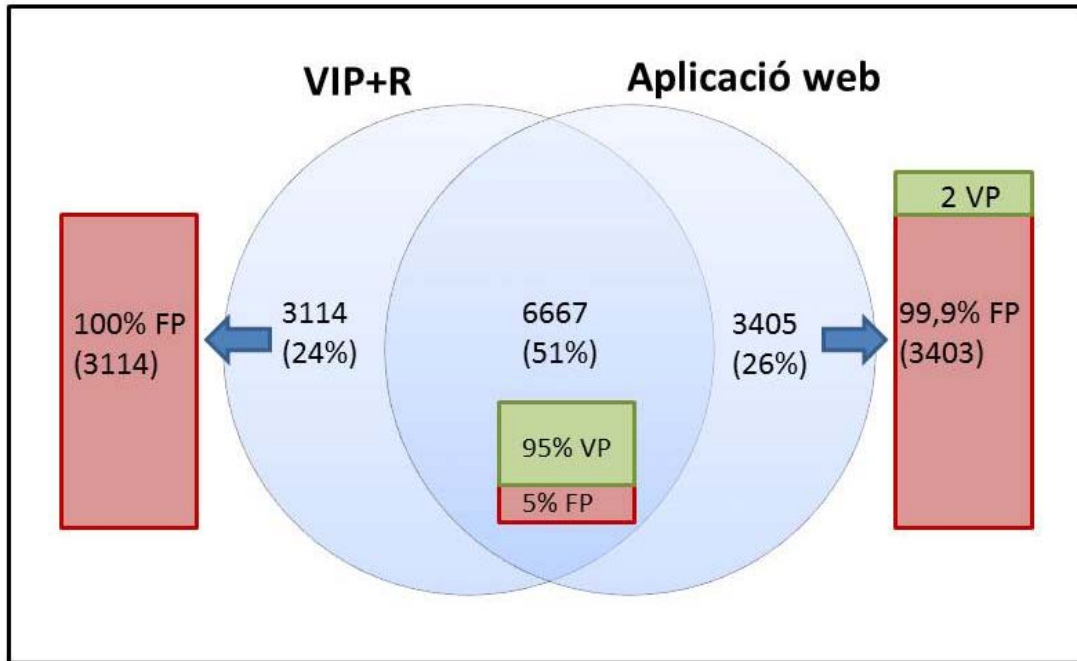 VIP+R
Aplicació web
100% FP
(3114)
3114
(24%)
6667
(51%)
95% VP
5% FP
3405
(26%)
2 VP
99,9% FP
(3403)